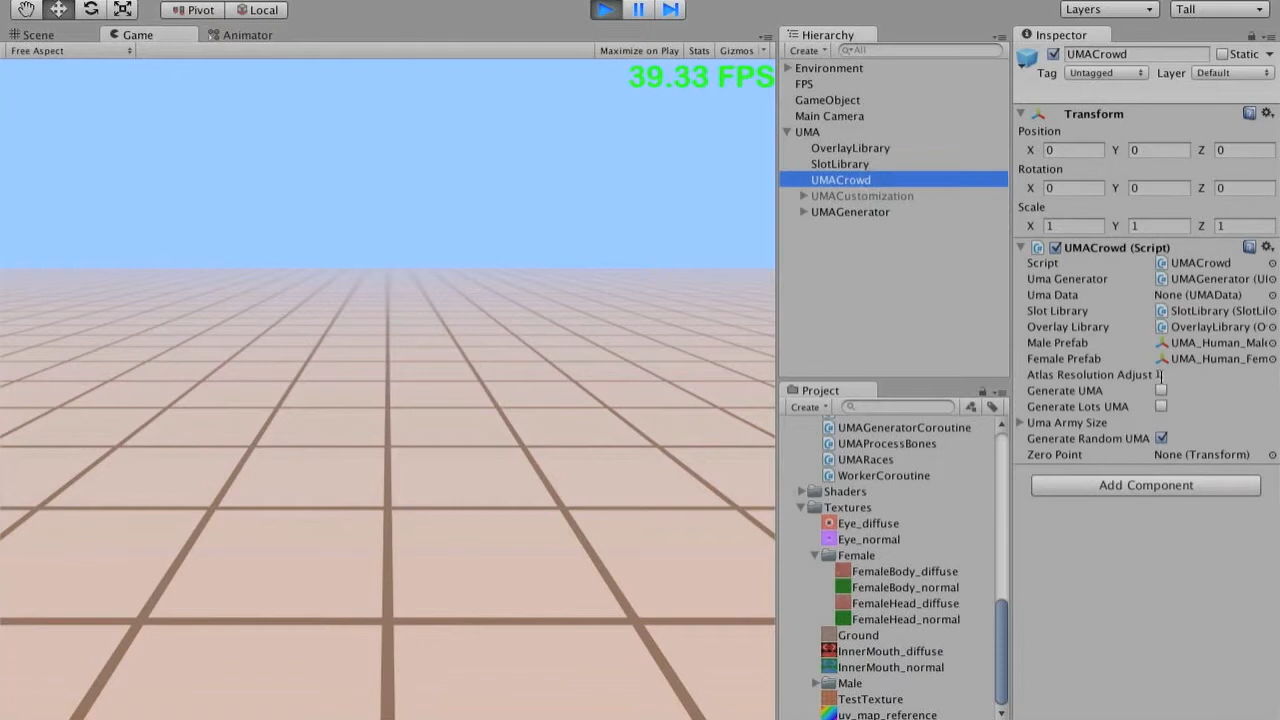 Pivot Local Layers Tall
Scene Game Animator Hierarchy Inspector
Free Aspect Maximize on Play Stats Gizmos Create All
39.33 FPS
UMACrowd Static
Tag Untagged Layer Default
Environment
FPS
GameObject
Main Camera
UMA
OverlayLibrary
SlotLibrary
UMACrowd
UMACustomization
UMAGenerator
Transform
Position
X 0 Y 0 Z 0
Rotation
X 0 Y 0 Z 0
Scale
X 1 Y 1 Z 1
UMACrowd (Script)
Script UMACrowd
Uma Generator UMAGenerator (UI
Uma Data None (UMAData)
Slot Library SlotLibrary (SlotLil
Overlay Library OverlayLibrary (O
Male Prefab UMA_Human_Mal
Female Prefab UMA_Human_Fem
Atlas Resolution Adjust 1
Generate UMA
Generate Lots UMA
Uma Army Size
Generate Random UMA
Zero Point None (Transform)
Add Component
Project
Create
UMAGeneratorCoroutine
UMAProcessBones
UMARaces
WorkerCoroutine
Shaders
Textures
Eye_diffuse
Eye_normal
Female
FemaleBody_diffuse
FemaleBody_normal
FemaleHead_diffuse
FemaleHead_normal
Ground
InnerMouth_diffuse
InnerMouth_normal
Male
TestTexture
uv_map_reference